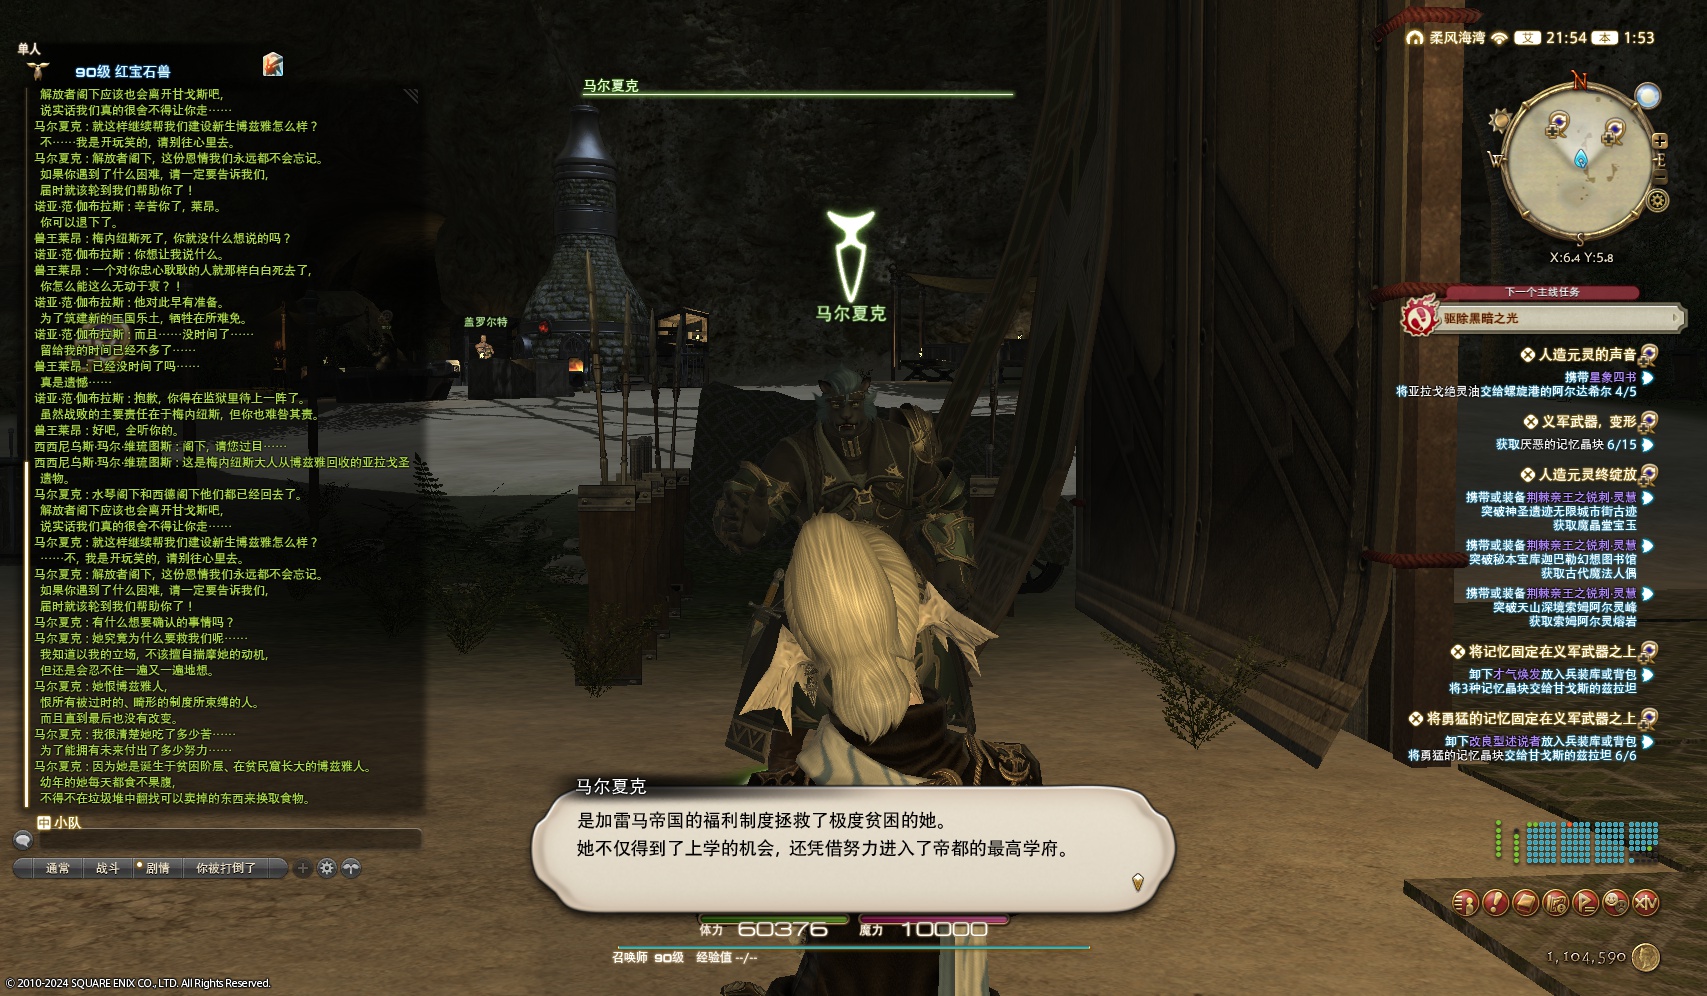 单人
90级 红宝石兽
解放者阁下应该也会离开甘戈斯吧,
说实话我们真的很舍不得让你走……
马尔夏克：就这样继续帮我们建设新生博兹雅怎么样？
不……我是开玩笑的, 请别往心里去。
马尔夏克：解放者阁下, 这份恩情我们永远都不会忘记。
如果你遇到了什么困难, 请一定要告诉我们,
届时就该轮到我们帮助你了！
诺亚·范·伽布拉斯：辛苦你了, 莱昂。
你可以退下了。
兽王莱昂：梅内纽斯死了, 你就没什么想说的吗？
诺亚·范·伽布拉斯：你想让我说什么。
兽王莱昂：一个对你忠心耿耿的人就那样白白死去了,
你怎么能这么无动于衷？！
诺亚·范·伽布拉斯：他对此早有准备。
为了筑建新的王国乐土, 牺牲在所难免。
诺亚·范·伽布拉斯：而且……没时间了……
留给我的时间已经不多了……
兽王莱昂：已经没时间了吗……
真是遗憾……
诺亚·范·伽布拉斯：抱歉, 你得在监狱里待上一阵了。
虽然战败的主要责任在于梅内纽斯, 但你也难咎其责。
兽王莱昂：好吧, 全听你的。
西西尼乌斯·玛尔·维琉图斯：阁下, 请您过目……
西西尼乌斯·玛尔·维琉图斯：这是梅内纽斯大人从博兹雅回收的亚拉戈圣
遗物。
马尔夏克：水琴阁下和西德阁下他们都已经回去了。
解放者阁下应该也会离开甘戈斯吧,
说实话我们真的很舍不得让你走……
马尔夏克：就这样继续帮我们建设新生博兹雅怎么样？
……不, 我是开玩笑的, 请别往心里去。
马尔夏克：解放者阁下, 这份恩情我们永远都不会忘记。
如果你遇到了什么困难, 请一定要告诉我们,
届时就该轮到我们帮助你了！
马尔夏克：有什么想要确认的事情吗？
马尔夏克：她究竟为什么要救我们呢……
我知道以我的立场, 不该擅自揣摩她的动机,
但还是会忍不住一遍又一遍地想。
马尔夏克：她恨博兹雅人,
恨所有被过时的、畸形的制度所束缚的人。
而且直到最后也没有改变。
马尔夏克：我很清楚她吃了多少苦……
为了能拥有未来付出了多少努力……
马尔夏克：因为她是诞生于贫困阶层、在贫民窟长大的博兹雅人。
幼年的她每天都食不果腹,
不得不在垃圾堆中翻找可以卖掉的东西来换取食物。
中 小队
通常 战斗 剧情 你被打倒了
© 2010-2024 SQUARE ENIX CO., LTD. All Rights Reserved.
马尔夏克
马尔夏克
盖罗尔特
马尔夏克
是加雷马帝国的福利制度拯救了极度贫困的她。
她不仅得到了上学的机会，还凭借努力进入了帝都的最高学府。
体力 60376 魔力 10000
召唤师 90级 经验值 --/--
柔风海湾 艾 21:54 本 1:53
N
W E
S
X:6.4 Y:5.8
下一个主线任务
驱除黑暗之光
人造元灵的声音
携带星象四书
将亚拉戈绝灵油交给螺旋港的阿尔达希尔 4/5
义军武器，变形
获取厌恶的记忆晶块 6/15
人造元灵终绽放
携带或装备荆棘亲王之锐刺·灵慧
突破神圣遗迹无限城市街古迹
获取魔晶堂宝玉
携带或装备荆棘亲王之锐刺·灵慧
突破秘本宝库迦巴勒幻想图书馆
获取古代魔法人偶
携带或装备荆棘亲王之锐刺·灵慧
突破天山深境索姆阿尔灵峰
获取索姆阿尔灵熔岩
将记忆固定在义军武器之上
卸下才气焕发放入兵装库或背包
将3种记忆晶块交给甘戈斯的兹拉坦
将勇猛的记忆固定在义军武器之上
卸下改良型述说者放入兵装库或背包
将勇猛的记忆晶块交给甘戈斯的兹拉坦 6/6
XIV
1,104,590